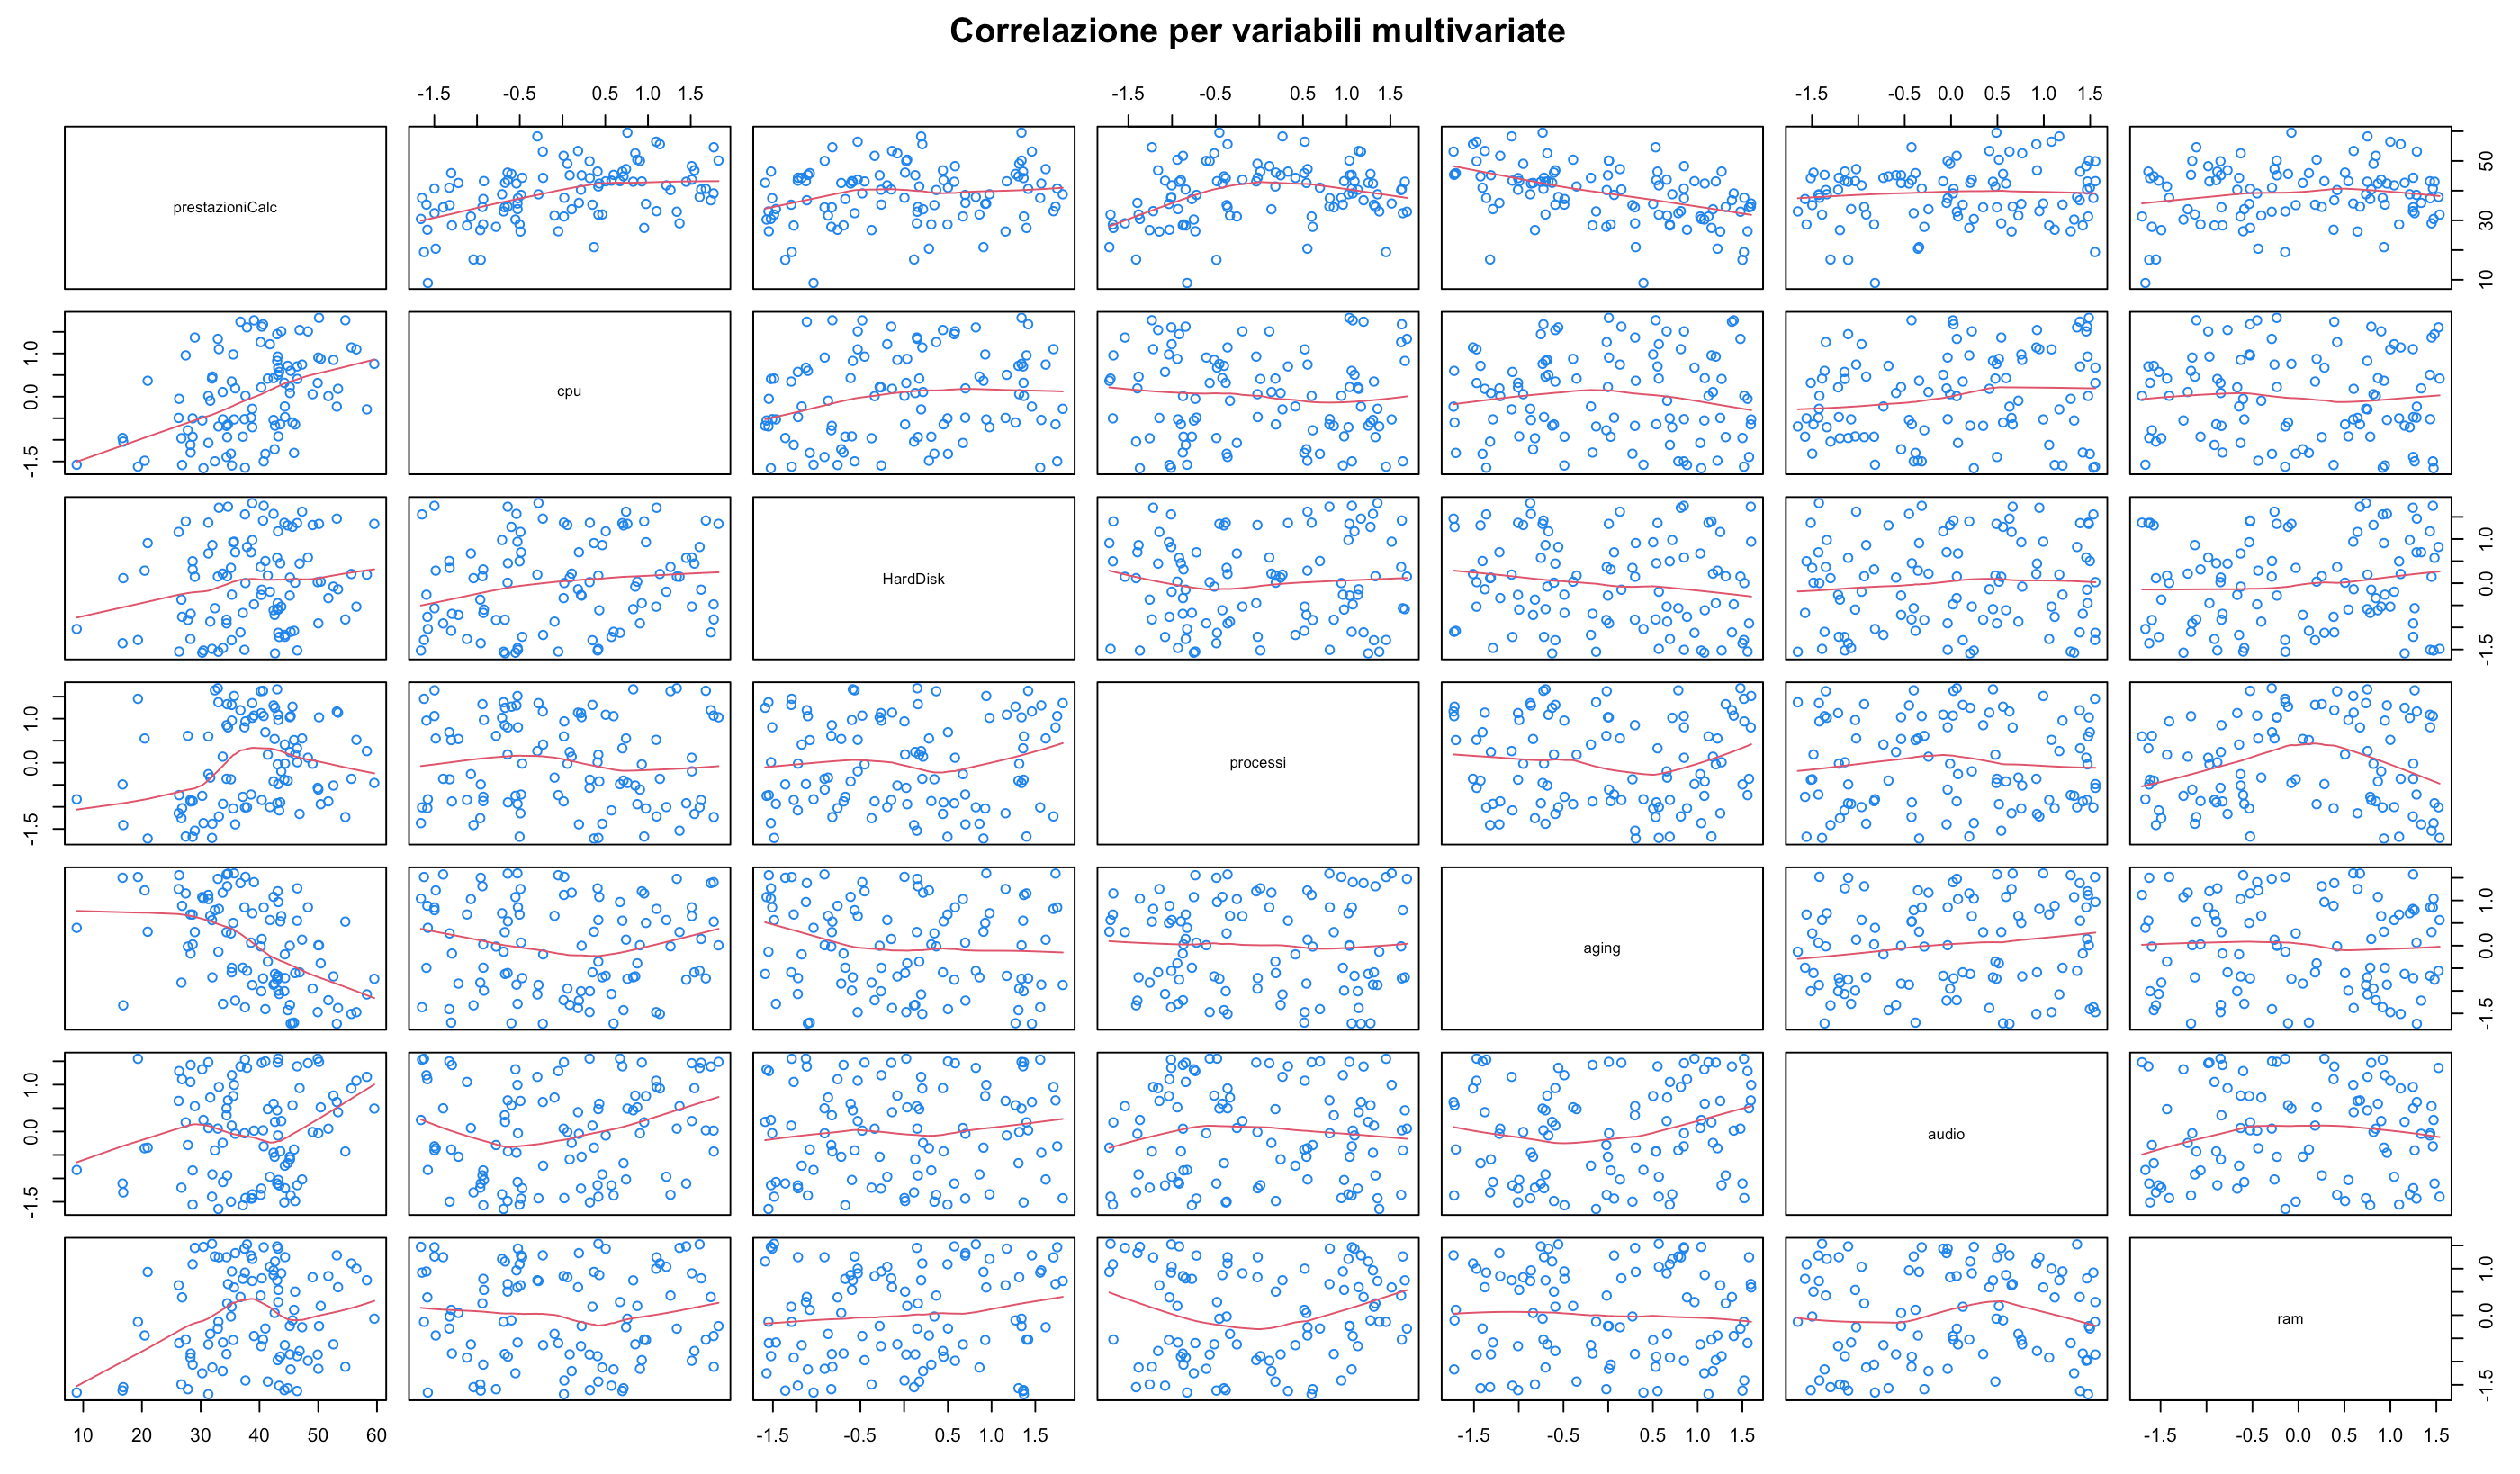 Correlazione per variabili multivariate
-1.5 -0.5 0.5 1.0 1.5 -1.5 -0.5 0.5 1.0 1.5 -1.5 -0.5 0.0 0.5 1.0 1.5
prestazioniCalc
10 30 50
cpu
-1.5 0.0 1.0
HardDisk
-1.5 0.0 1.0
processi
-1.5 0.0 1.0
aging
-1.5 0.0 1.0
audio
-1.5 0.0 1.0
ram
-1.5 0.0 1.0
10 20 30 40 50 60 -1.5 -0.5 0.5 1.0 1.5 -1.5 -0.5 0.5 1.0 1.5 -1.5 -0.5 0.0 0.5 1.0 1.5